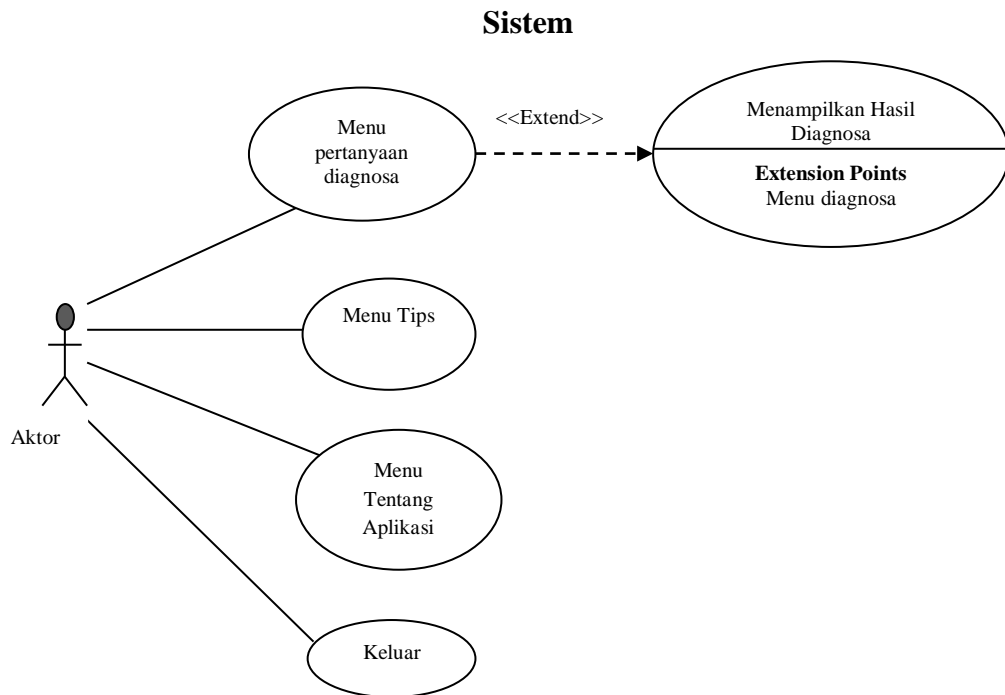 Sistem
Menu
pertanyaan
diagnosa
<<Extend>>
Menampilkan Hasil
Diagnosa
Extension Points
Menu diagnosa
Menu Tips
Aktor
Menu
Tentang
Aplikasi
Keluar